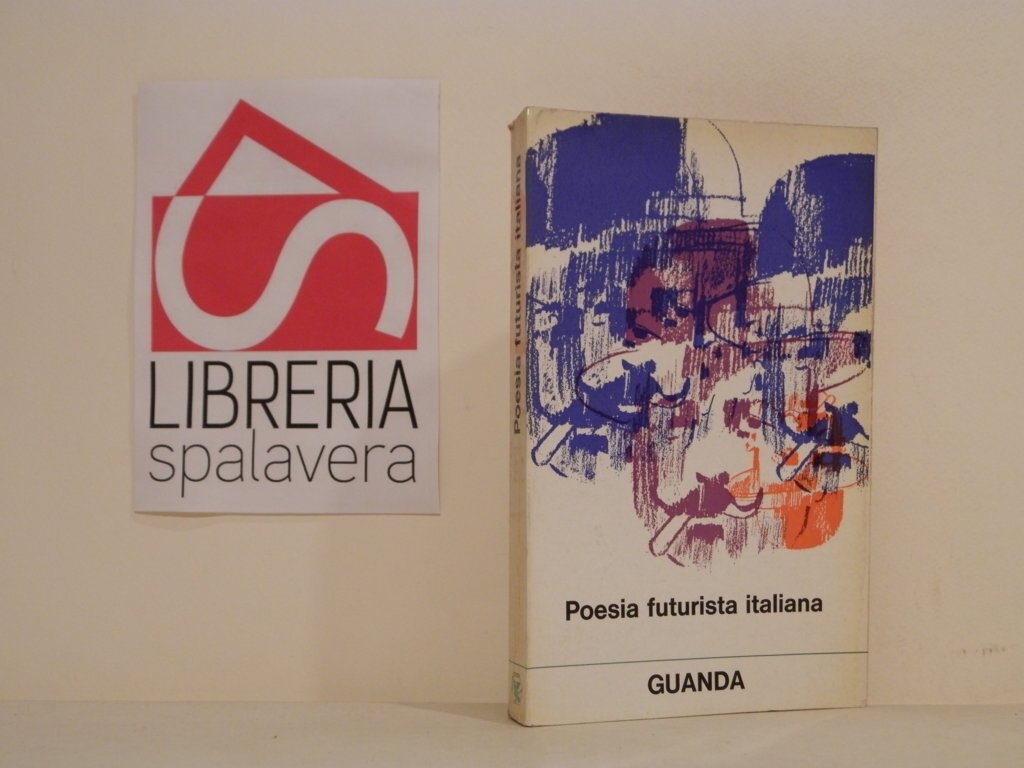 LIBRERIA
spalavera
Poesia futurista italiana
Poesia futurista italiana
GUANDA